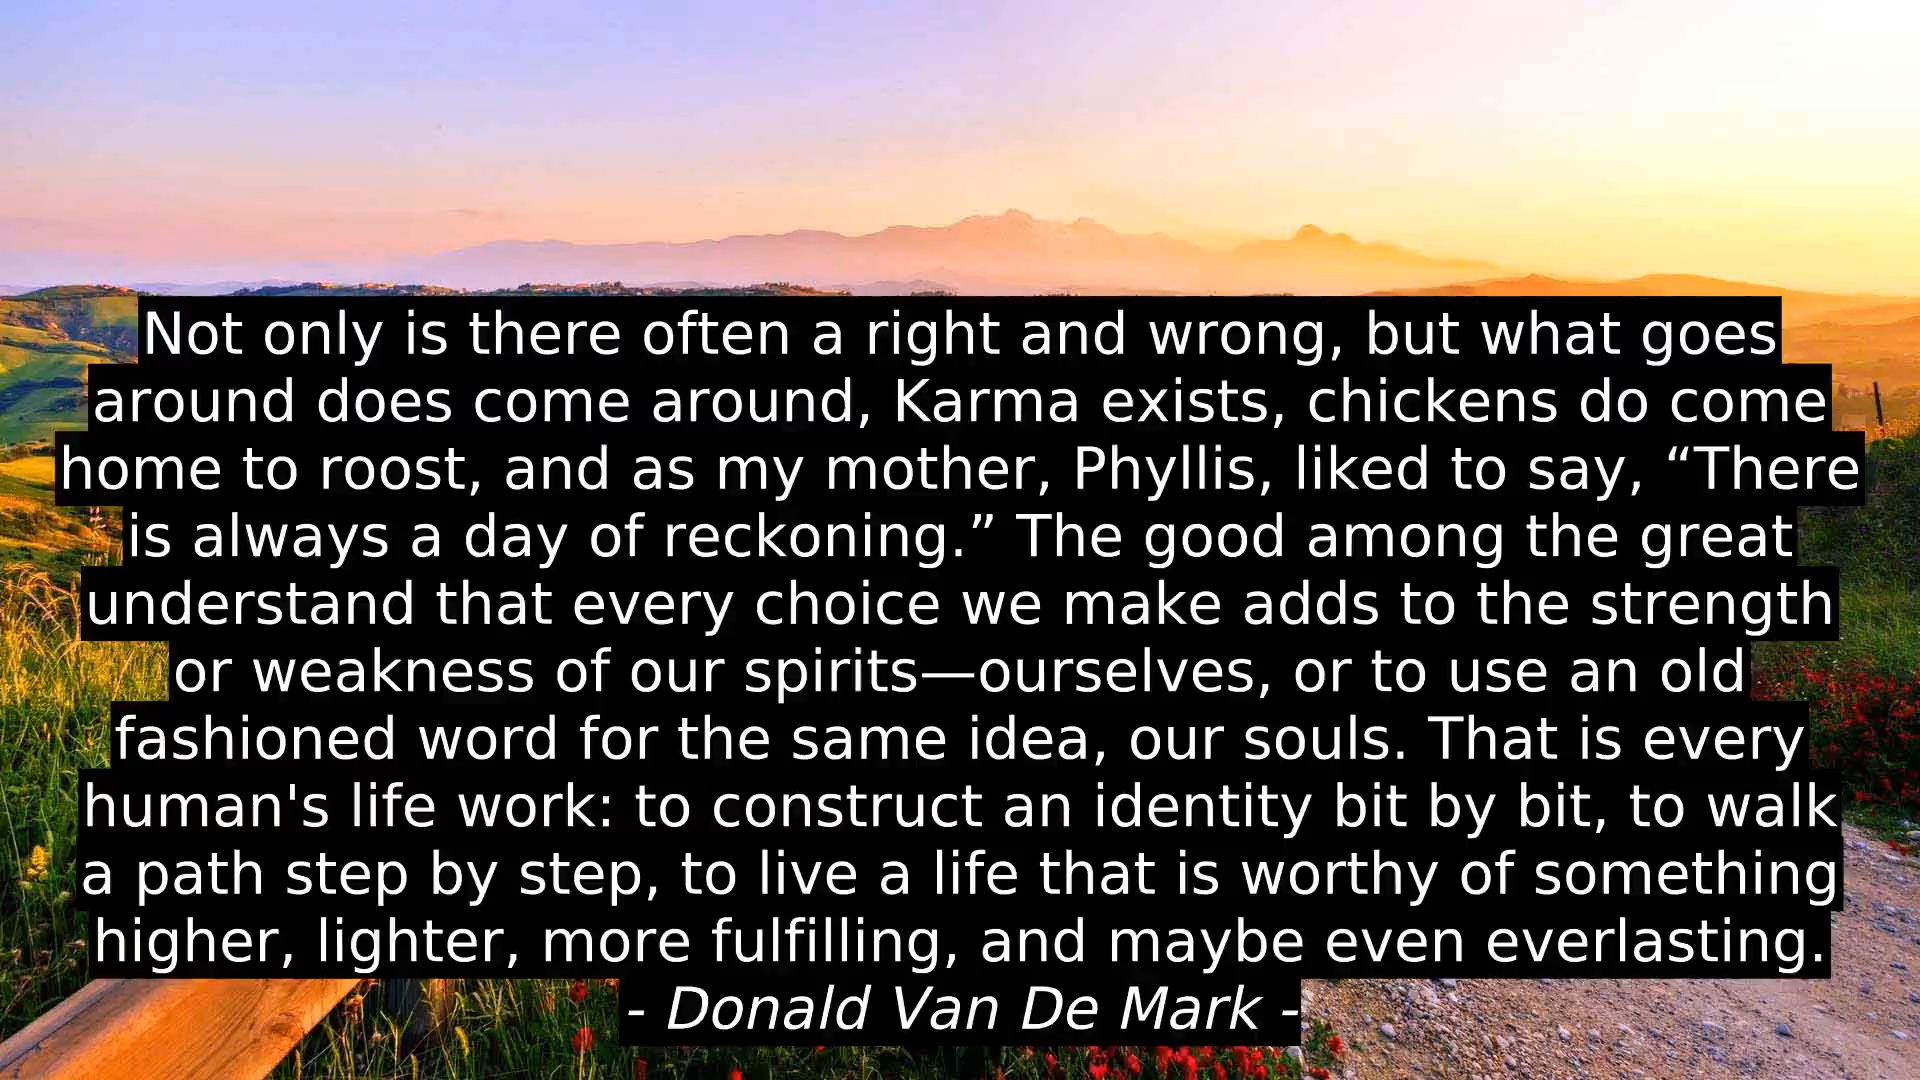 Not only is there often a right and wrong, but what goes
around does come around, Karma exists, chickens do come
home to roost, and as my mother, Phyllis, liked to say, “There
is always a day of reckoning.” The good among the great
understand that every choice we make adds to the strength
or weakness of our spirits—ourselves, or to use an old
fashioned word for the same idea, our souls. That is every
human's life work: to construct an identity bit by bit, to walk
a path step by step, to live a life that is worthy of something
higher, lighter, more fulfilling, and maybe even everlasting.
- Donald Van De Mark -